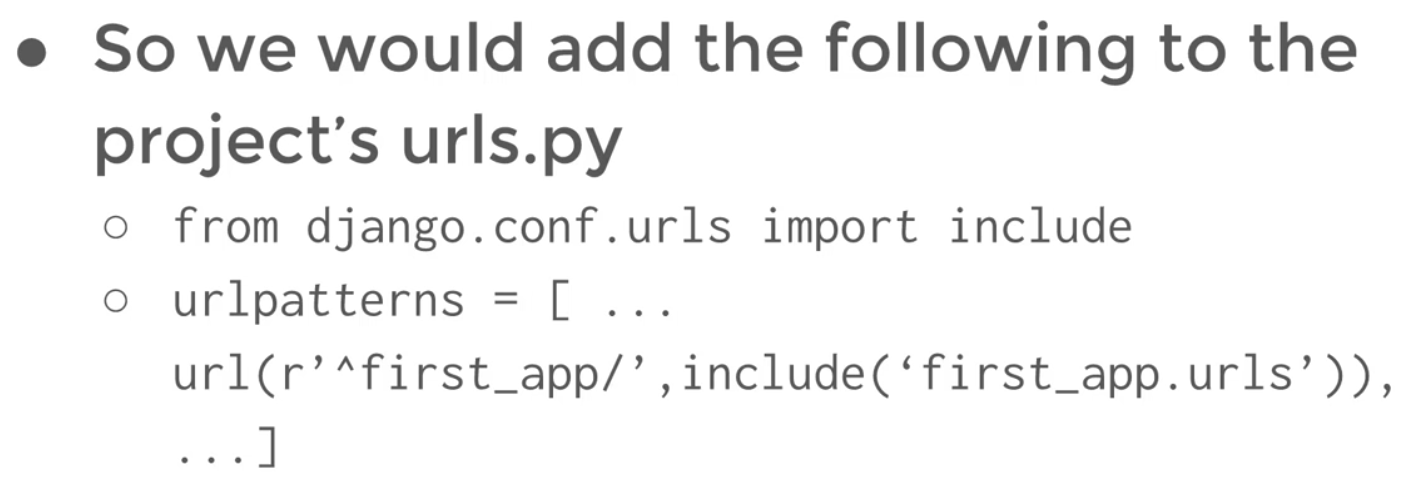 ● So we would add the following to the
project’s urls.py
○ from django.conf.urls import include
○ urlpatterns = [ ...
url(r’^first_app/’,include(‘first_app.urls’)),
...]